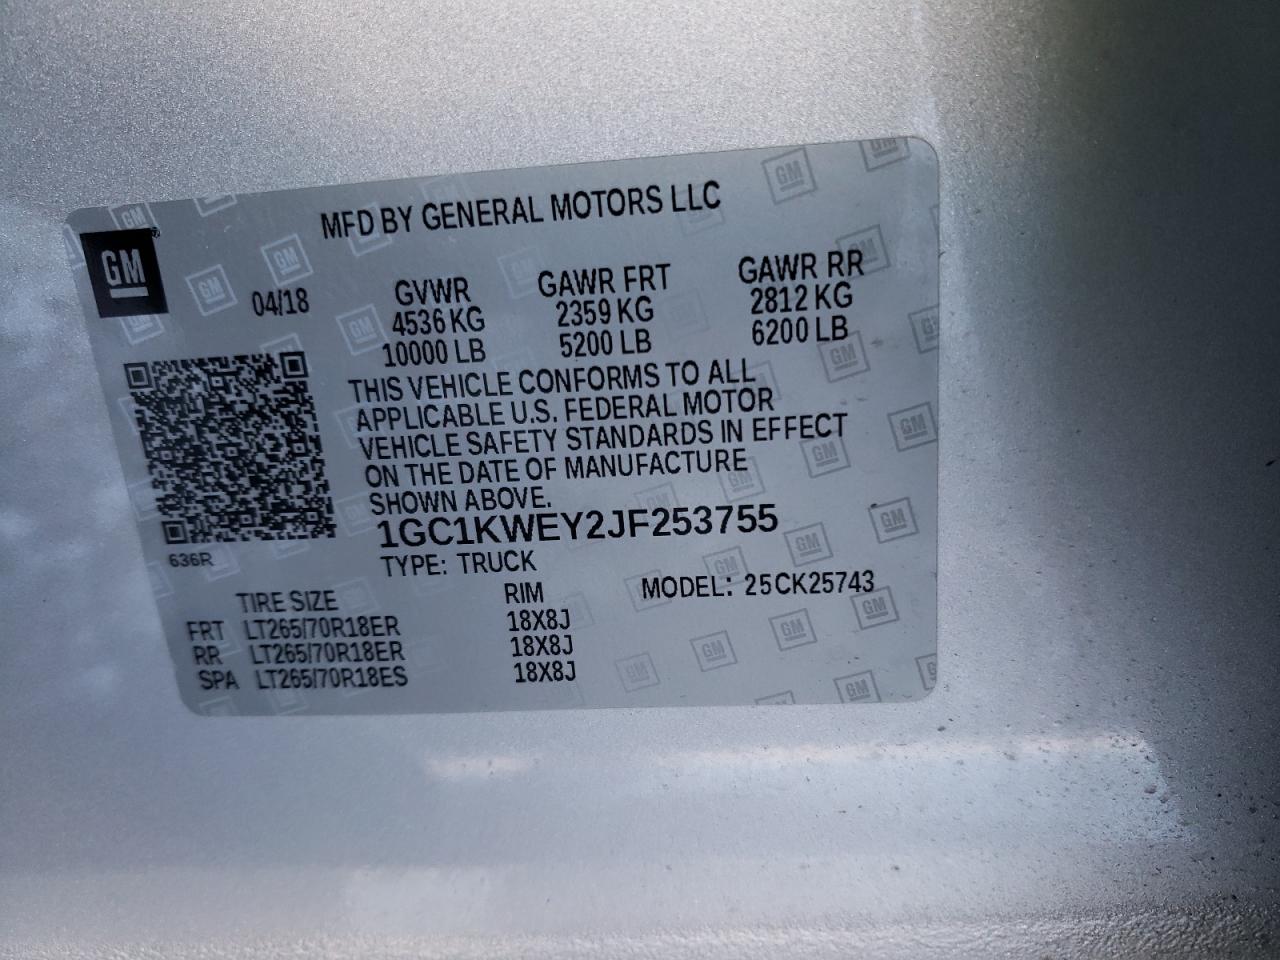 MFD BY GENERAL MOTORS LLC
GM
04/18
GVWR GAWR FRT GAWR RR
4536 KG 2359 KG 2812 KG
10000 LB 5200 LB 6200 LB
THIS VEHICLE CONFORMS TO ALL
APPLICABLE U.S. FEDERAL MOTOR
VEHICLE SAFETY STANDARDS IN EFFECT
ON THE DATE OF MANUFACTURE
SHOWN ABOVE.
1GC1KWEY2JF253755
636R
TYPE: TRUCK
MODEL: 25CK25743
TIRE SIZE RIM
FRT LT265/70R18ER 18X8J
RR LT265/70R18ER 18X8J
SPA LT265/70R18ES 18X8J